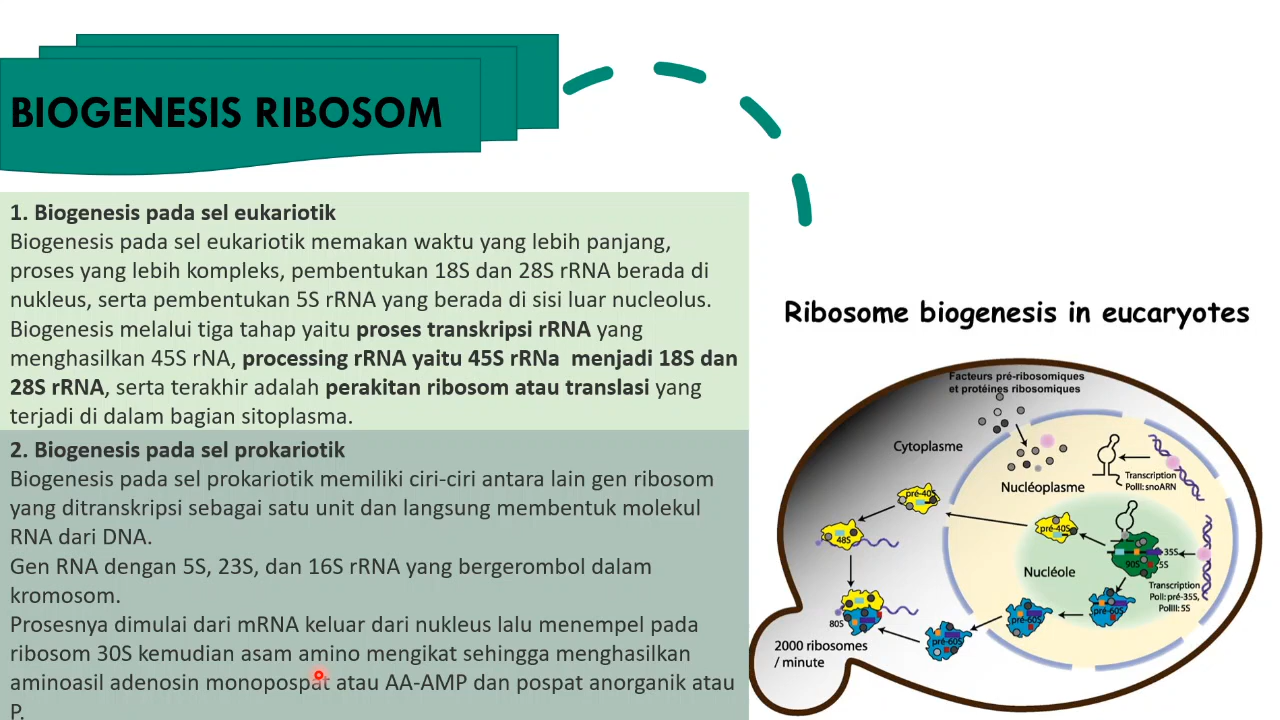 BIOGENESIS RIBOSOM
1. Biogenesis pada sel eukariotik
Biogenesis pada sel eukariotik memakan waktu yang lebih panjang,
proses yang lebih kompleks, pembentukan 18S dan 28S rRNA berada di
nukleus, serta pembentukan 5S rRNA yang berada di sisi luar nucleolus.
Biogenesis melalui tiga tahap yaitu proses transkripsi rRNA yang
menghasilkan 45S rNA, processing rRNA yaitu 45S rRNa menjadi 18S dan
28S rRNA, serta terakhir adalah perakitan ribosom atau translasi yang
terjadi di dalam bagian sitoplasma.
2. Biogenesis pada sel prokariotik
Biogenesis pada sel prokariotik memiliki ciri-ciri antara lain gen ribosom
yang ditranskripsi sebagai satu unit dan langsung membentuk molekul
RNA dari DNA.
Gen RNA dengan 5S, 23S, dan 16S rRNA yang bergerombol dalam
kromosom.
Prosesnya dimulai dari mRNA keluar dari nukleus lalu menempel pada
ribosom 30S kemudian asam amino mengikat sehingga menghasilkan
aminoasil adenosin monopospat atau AA-AMP dan pospat anorganik atau
P.
Ribosome biogenesis in eucaryotes
Facteurs pré-ribosomiques
et protéines ribosomiques
Cytoplasme
Nucléoplasme
Transcription
PolII: snoARN
pré-40S
pré-40S
48S
35S
90S
5S
Nucléole
Transcription
PolI: pré-35S,
PolIII: 5S
pré-60S
pré-60S
80S
pré-60S
2000 ribosomes
/ minute